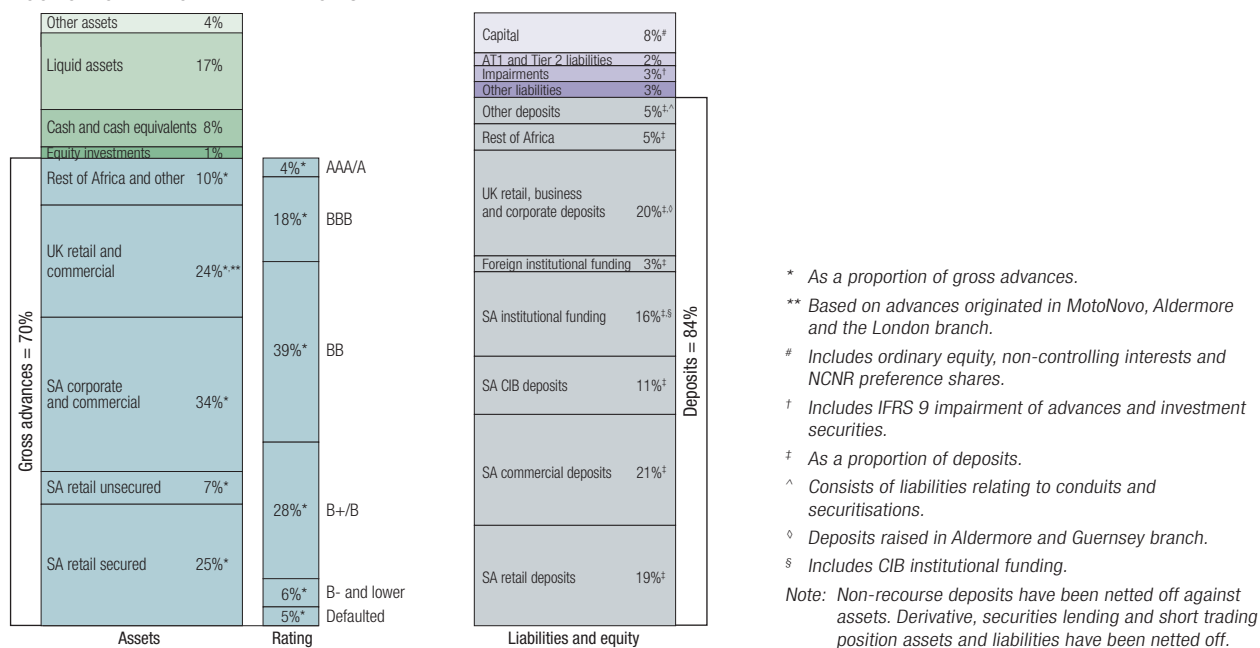 Other assets 4%
Liquid assets 17%
Cash and cash equivalents 8%
Equity investments 1%
Rest of Africa and other 10%*
UK retail and
commercial 24%*,**
SA corporate
and commercial 34%*
SA retail unsecured 7%*
SA retail secured 25%*
Gross advances = 70%
Assets
4%* AAA/A
18%* BBB
39%* BB
28%* B+/B
6%* B- and lower
5%* Defaulted
Rating
Capital 8%#
AT1 and Tier 2 liabilities 2%
Impairments 3%†
Other liabilities 3%
Other deposits 5%‡,^
Rest of Africa 5%‡
UK retail, business
and corporate deposits 20%‡,◊
Foreign institutional funding 3%‡
SA institutional funding 16%‡,§
SA CIB deposits 11%‡
SA commercial deposits 21%‡
SA retail deposits 19%‡
Deposits = 84%
Liabilities and equity
* As a proportion of gross advances.
** Based on advances originated in MotoNovo, Aldermore
and the London branch.
# Includes ordinary equity, non-controlling interests and
NCNR preference shares.
† Includes IFRS 9 impairment of advances and investment
securities.
‡ As a proportion of deposits.
^ Consists of liabilities relating to conduits and
securitisations.
◊ Deposits raised in Aldermore and Guernsey branch.
§ Includes CIB institutional funding.
Note: Non-recourse deposits have been netted off against
assets. Derivative, securities lending and short trading
position assets and liabilities have been netted off.